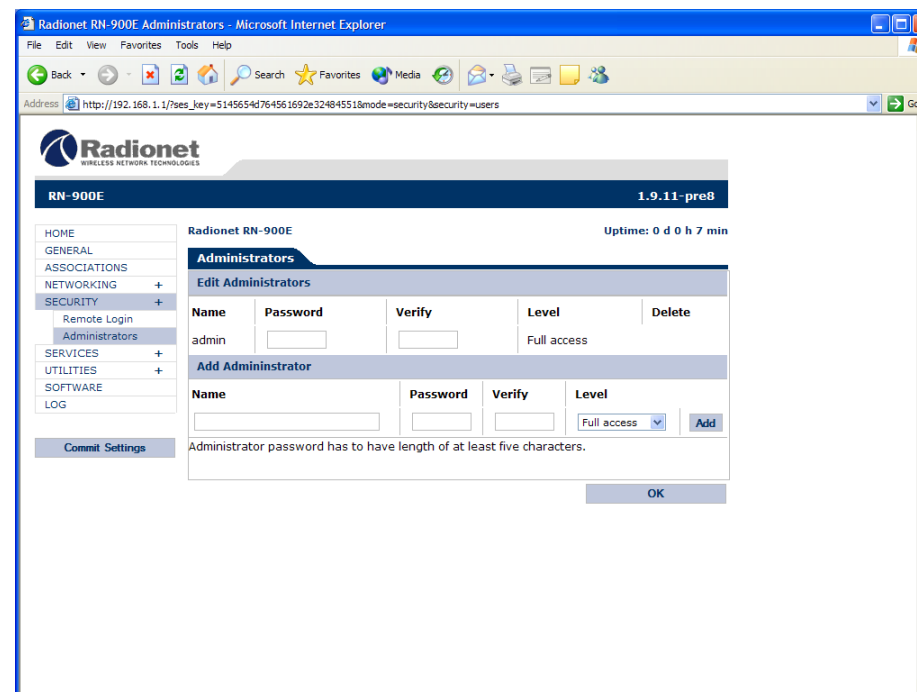 Radionet RN-900E Administrators - Microsoft Internet Explorer
File Edit View Favorites Tools Help
Back Search Favorites Media
Address http://192.168.1.1/?ses_key=5145654d764561692e32484551&mode=security&security=users Go
Radionet
WIRELESS NETWORK TECHNOLOGIES
RN-900E 1.9.11-pre8
HOME
GENERAL
ASSOCIATIONS
NETWORKING +
SECURITY +
Remote Login
Administrators
SERVICES +
UTILITIES +
SOFTWARE
LOG
Commit Settings
Radionet RN-900E Uptime: 0 d 0 h 7 min
Administrators
Edit Administrators
Name Password Verify Level Delete
admin Full access
Add Admininstrator
Name Password Verify Level
Full access Add
Administrator password has to have length of at least five characters.
OK